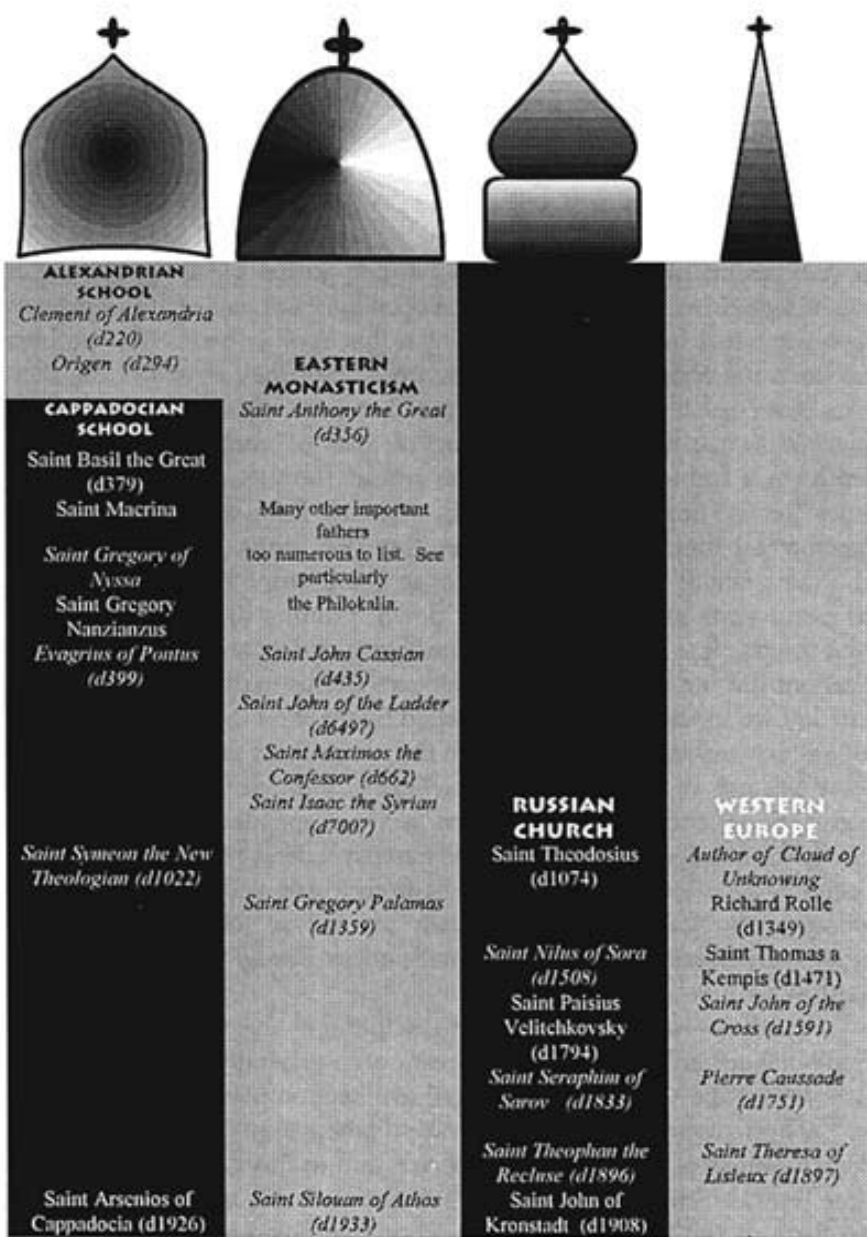 ALEXANDRIAN
SCHOOL
Clement of Alexandria
(d220)
Origen (d294)
CAPPADOCIAN
SCHOOL
Saint Basil the Great
(d379)
Saint Macrina
Saint Gregory of
Nyssa
Saint Gregory
Nanzianzus
Evagrius of Pontus
(d399)
Saint Symeon the New
Theologian (d1022)
Saint Arsenios of
Cappadocia (d1926)
EASTERN
MONASTICISM
Saint Anthony the Great
(d356)
Many other important
fathers
too numerous to list. See
particularly
the Philokalia.
Saint John Cassian
(d435)
Saint John of the Ladder
(d649?)
Saint Maximos the
Confessor (d662)
Saint Isaac the Syrian
(d700?)
Saint Gregory Palamas
(d1359)
Saint Silouan of Athos
(d1933)
RUSSIAN
CHURCH
Saint Theodosius
(d1074)
Saint Nilus of Sora
(d1508)
Saint Paisius
Velitchkovsky
(d1794)
Saint Seraphim of
Sarov (d1833)
Saint Theophan the
Recluse (d1896)
Saint John of
Kronstadt (d1908)
WESTERN
EUROPE
Author of Cloud of
Unknowing
Richard Rolle
(d1349)
Saint Thomas a
Kempis (d1471)
Saint John of the
Cross (d1591)
Pierre Caussade
(d1751)
Saint Theresa of
Lisieux (d1897)